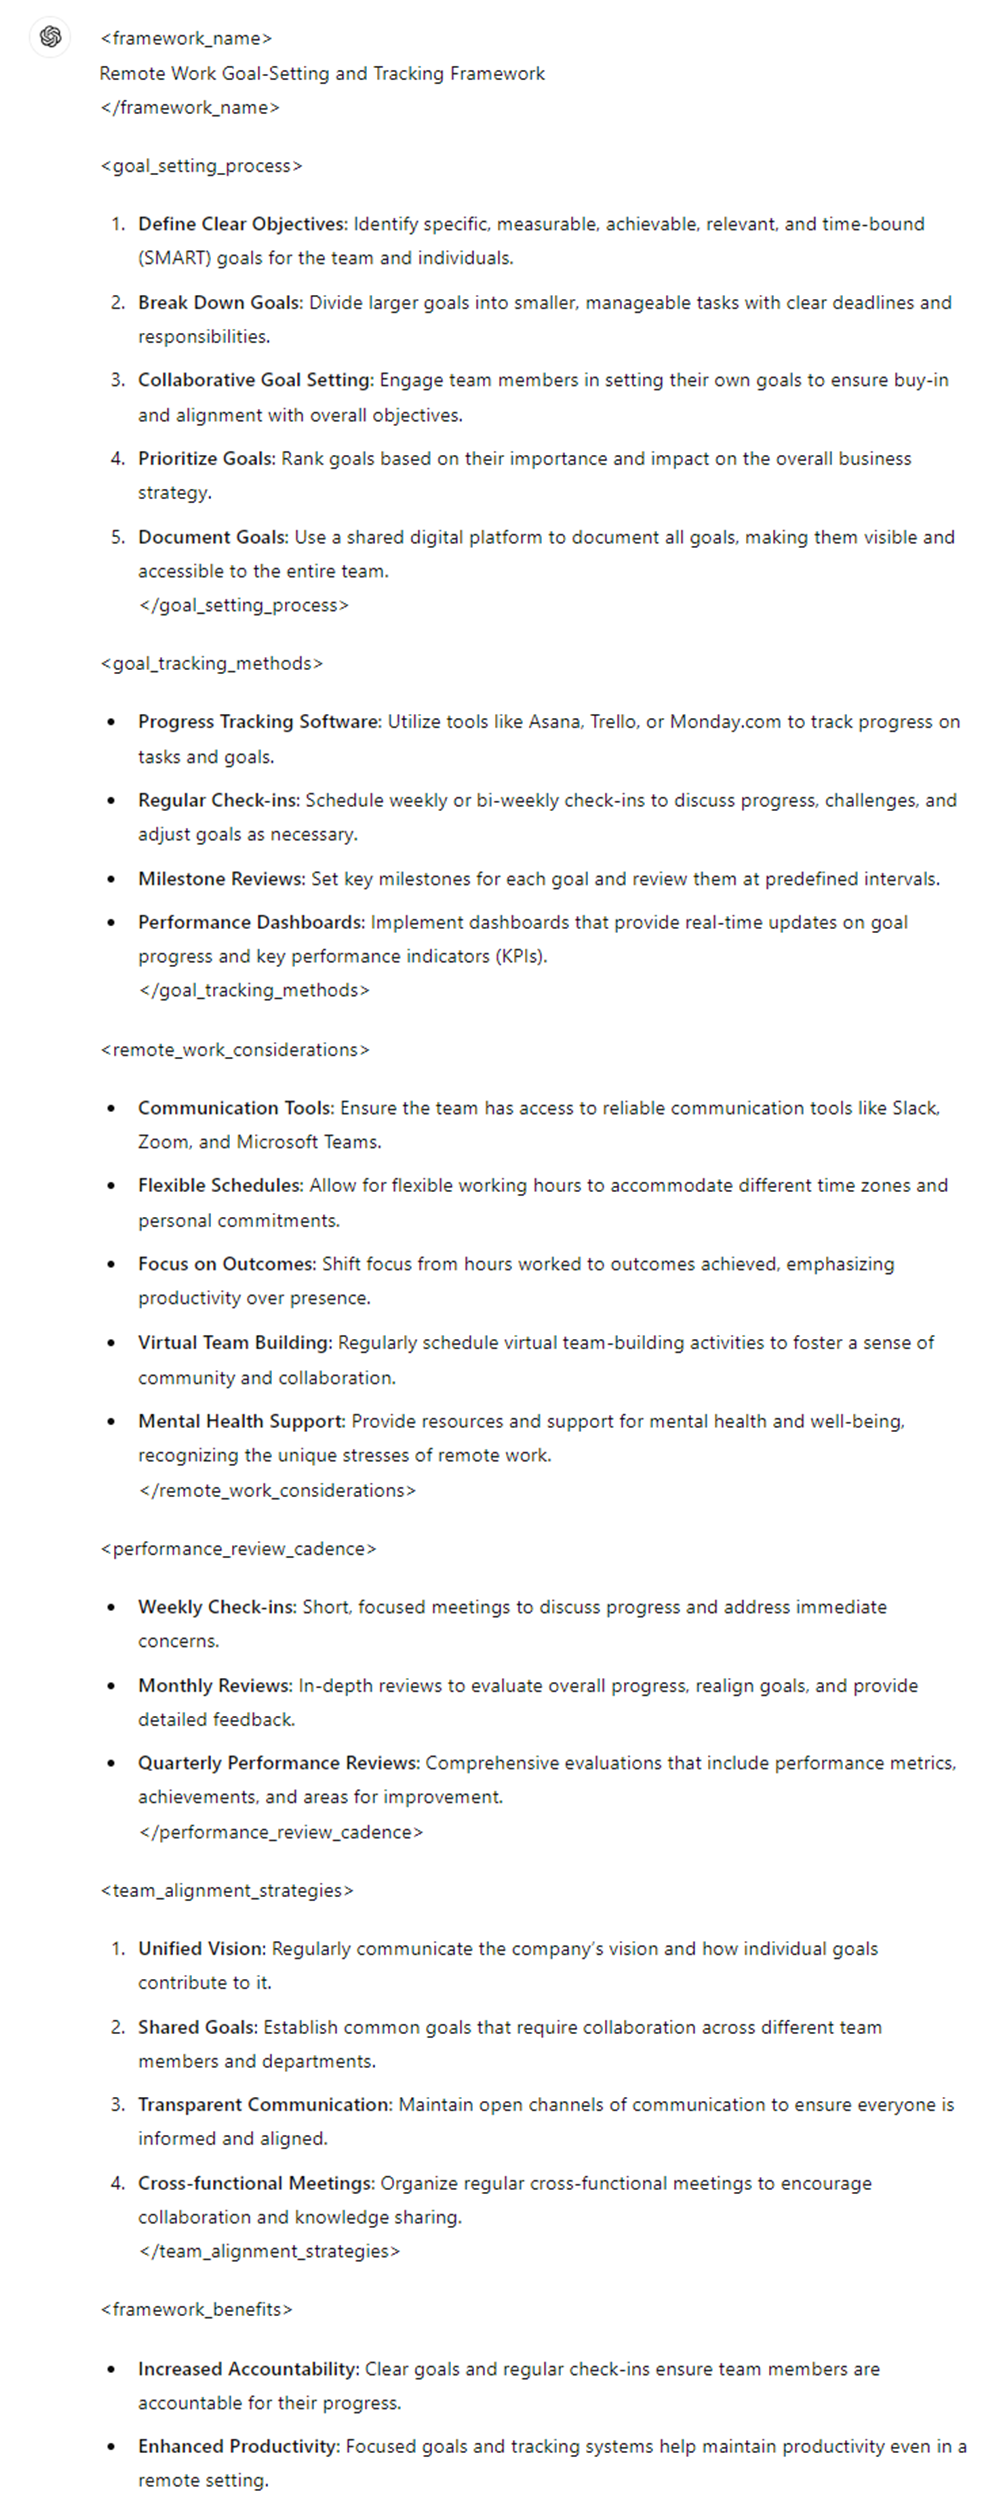 <framework_name>
Remote Work Goal-Setting and Tracking Framework
</framework_name>
<goal_setting_process>
1. Define Clear Objectives: Identify specific, measurable, achievable, relevant, and time-bound
(SMART) goals for the team and individuals.
2. Break Down Goals: Divide larger goals into smaller, manageable tasks with clear deadlines and
responsibilities.
3. Collaborative Goal Setting: Engage team members in setting their own goals to ensure buy-in
and alignment with overall objectives.
4. Prioritize Goals: Rank goals based on their importance and impact on the overall business
strategy.
5. Document Goals: Use a shared digital platform to document all goals, making them visible and
accessible to the entire team.
</goal_setting_process>
<goal_tracking_methods>
• Progress Tracking Software: Utilize tools like Asana, Trello, or Monday.com to track progress on
tasks and goals.
• Regular Check-ins: Schedule weekly or bi-weekly check-ins to discuss progress, challenges, and
adjust goals as necessary.
• Milestone Reviews: Set key milestones for each goal and review them at predefined intervals.
• Performance Dashboards: Implement dashboards that provide real-time updates on goal
progress and key performance indicators (KPIs).
</goal_tracking_methods>
<remote_work_considerations>
• Communication Tools: Ensure the team has access to reliable communication tools like Slack,
Zoom, and Microsoft Teams.
• Flexible Schedules: Allow for flexible working hours to accommodate different time zones and
personal commitments.
• Focus on Outcomes: Shift focus from hours worked to outcomes achieved, emphasizing
productivity over presence.
• Virtual Team Building: Regularly schedule virtual team-building activities to foster a sense of
community and collaboration.
• Mental Health Support: Provide resources and support for mental health and well-being,
recognizing the unique stresses of remote work.
</remote_work_considerations>
<performance_review_cadence>
• Weekly Check-ins: Short, focused meetings to discuss progress and address immediate
concerns.
• Monthly Reviews: In-depth reviews to evaluate overall progress, realign goals, and provide
detailed feedback.
• Quarterly Performance Reviews: Comprehensive evaluations that include performance metrics,
achievements, and areas for improvement.
</performance_review_cadence>
<team_alignment_strategies>
1. Unified Vision: Regularly communicate the company’s vision and how individual goals
contribute to it.
2. Shared Goals: Establish common goals that require collaboration across different team
members and departments.
3. Transparent Communication: Maintain open channels of communication to ensure everyone is
informed and aligned.
4. Cross-functional Meetings: Organize regular cross-functional meetings to encourage
collaboration and knowledge sharing.
</team_alignment_strategies>
<framework_benefits>
• Increased Accountability: Clear goals and regular check-ins ensure team members are
accountable for their progress.
• Enhanced Productivity: Focused goals and tracking systems help maintain productivity even in a
remote setting.